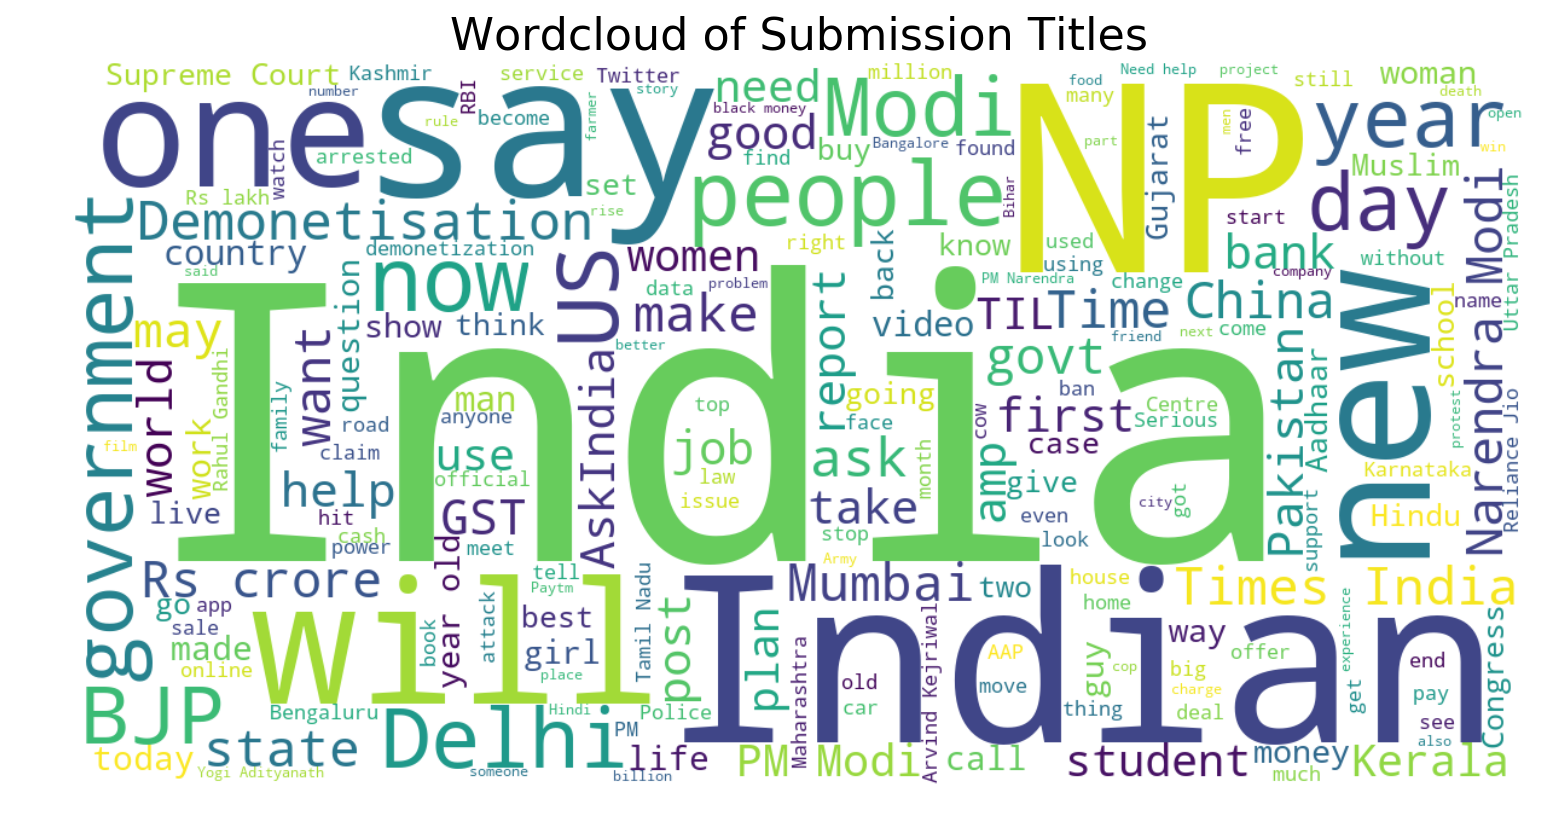 Wordcloud of Submission Titles
Supreme Court
Kashmir
RBI
service
Twitter
need
million
Modi
NP
food
Need help
project
still
woman
number
one
say
story
many
death
rule
become
farmer
black money
good
year
open
watch
arrested
find
buy
Bangalore
found
part
Gujarat
men
free
win
Muslim
Rs lakh
set
people
Bihar
day
Uttar Pradesh
government
Demonetisation
rise
start
Narendra Modi
country
demonetization
women
right
back
know
used
using
bank
without
said
now
US
data
problem
PM Narendra
change
company
new
India
may
question
show
think
make
report
video
TIL
Time
China
name
school
world
want
better
friend
next
come
Pakistan
Aadhaar
Rahul Gandhi
family
man
AskIndia
top
going
govt
ban
Centre
film
work
road
anyone
job
face
cow
first
Serious
protest
Reliance Jio
claim
use
law
ask
month
case
Karnataka
help
official
issue
amp
give
city
got
support
live
hit
GST
take
even
Hindu
cash
stop
look
power
year old
meet
Army
Rs crore
will
tell
Paytm
Tamil Nadu
Indian
Mumbai
two
house
Times India
go
app
book
attack
best
post
plan
home
experience
Congress
sale
made
girl
Maharashtra
Arvind Kejriwal
AAP
guy
way
offer
end
online
place
old
move
cop
big
charge
get
pay
BJP
Bengaluru
Delhi
Hindi
Police
car
thing
deal
see
state
PM
also
today
Yogi Adityanath
someone
life
billion
PM Modi
call
student
money
much
Kerala